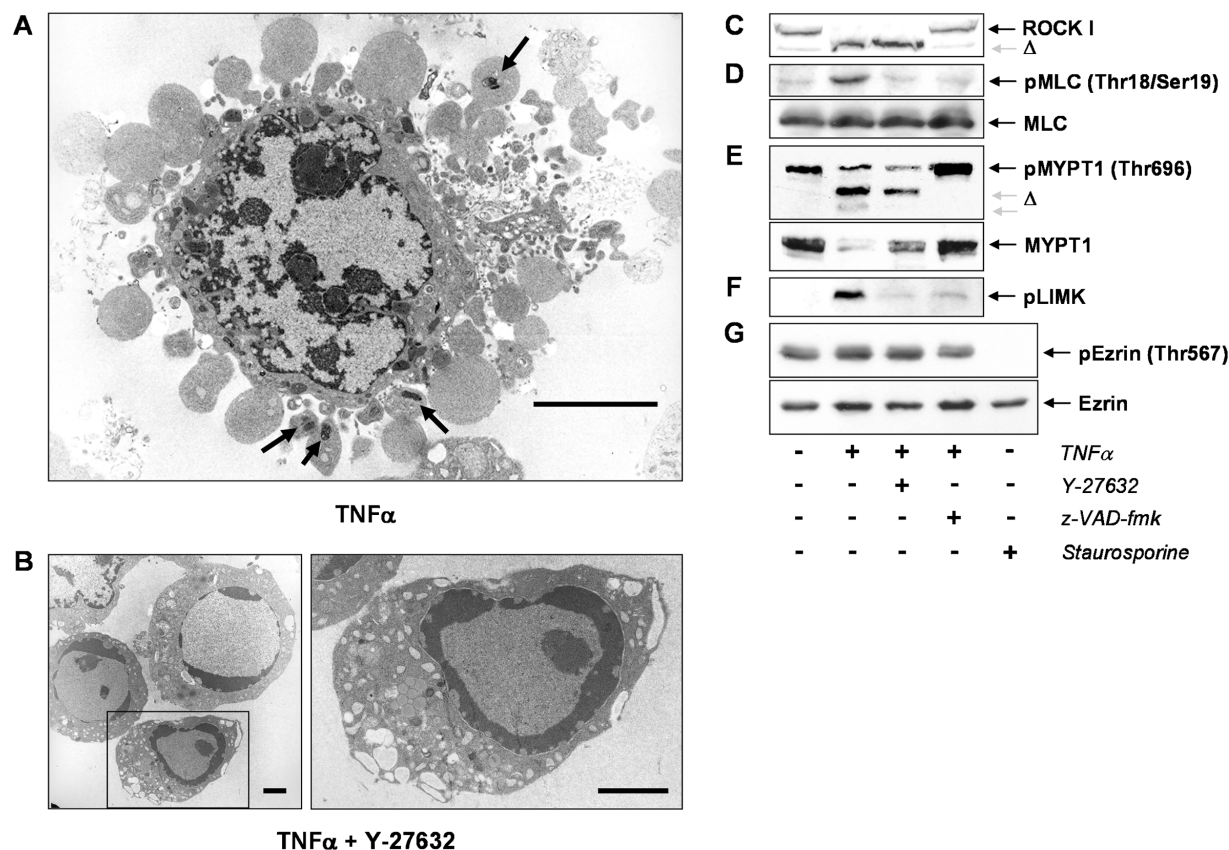 A
TNFα
B
TNFα + Y-27632
C
ROCK I
Δ
D
pMLC (Thr18/Ser19)
MLC
E
pMYPT1 (Thr696)
Δ
MYPT1
F
pLIMK
G
pEzrin (Thr567)
Ezrin
- + + + - TNFα
- - + - - Y-27632
- - - + - z-VAD-fmk
- - - - + Staurosporine